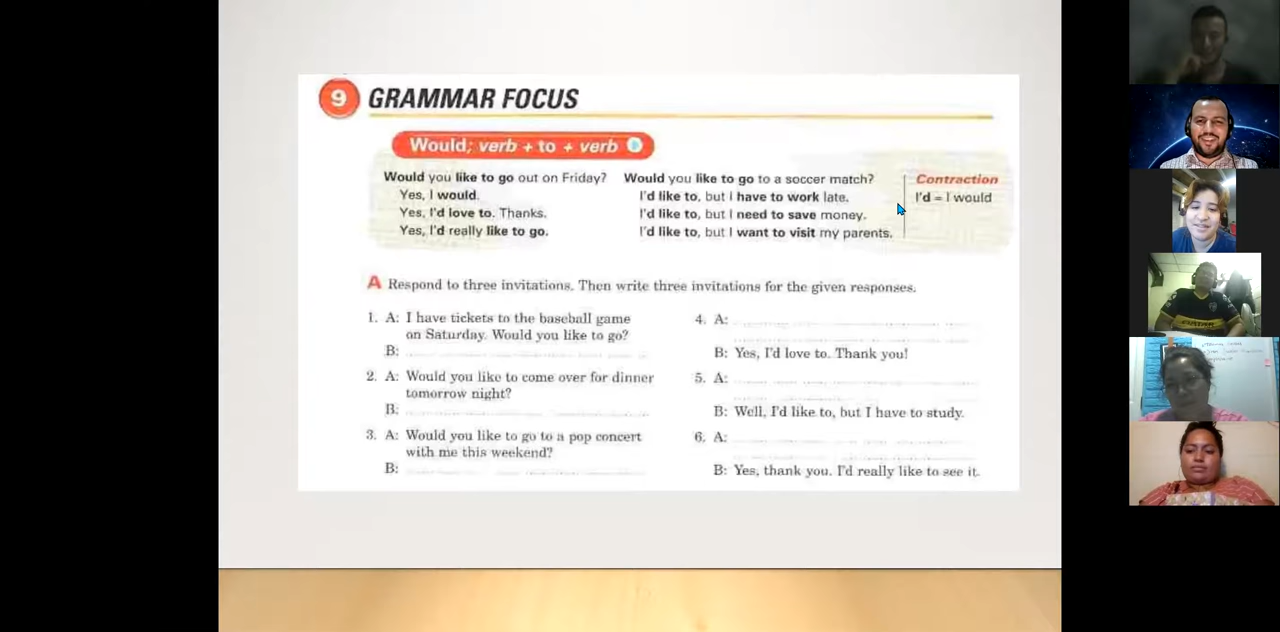 9 GRAMMAR FOCUS
Would; verb + to + verb
Would you like to go out on Friday?
Yes, I would.
Yes, I'd love to. Thanks.
Yes, I'd really like to go.
Would you like to go to a soccer match?
I'd like to, but I have to work late.
I'd like to, but I need to save money.
I'd like to, but I want to visit my parents.
Contraction
I'd = I would
A Respond to three invitations. Then write three invitations for the given responses.
1. A: I have tickets to the baseball game
on Saturday. Would you like to go?
B:
2. A: Would you like to come over for dinner
tomorrow night?
B:
3. A: Would you like to go to a pop concert
with me this weekend?
B:
4. A:
B: Yes, I'd love to. Thank you!
5. A:
B: Well, I'd like to, but I have to study.
6. A:
B: Yes, thank you. I'd really like to see it.